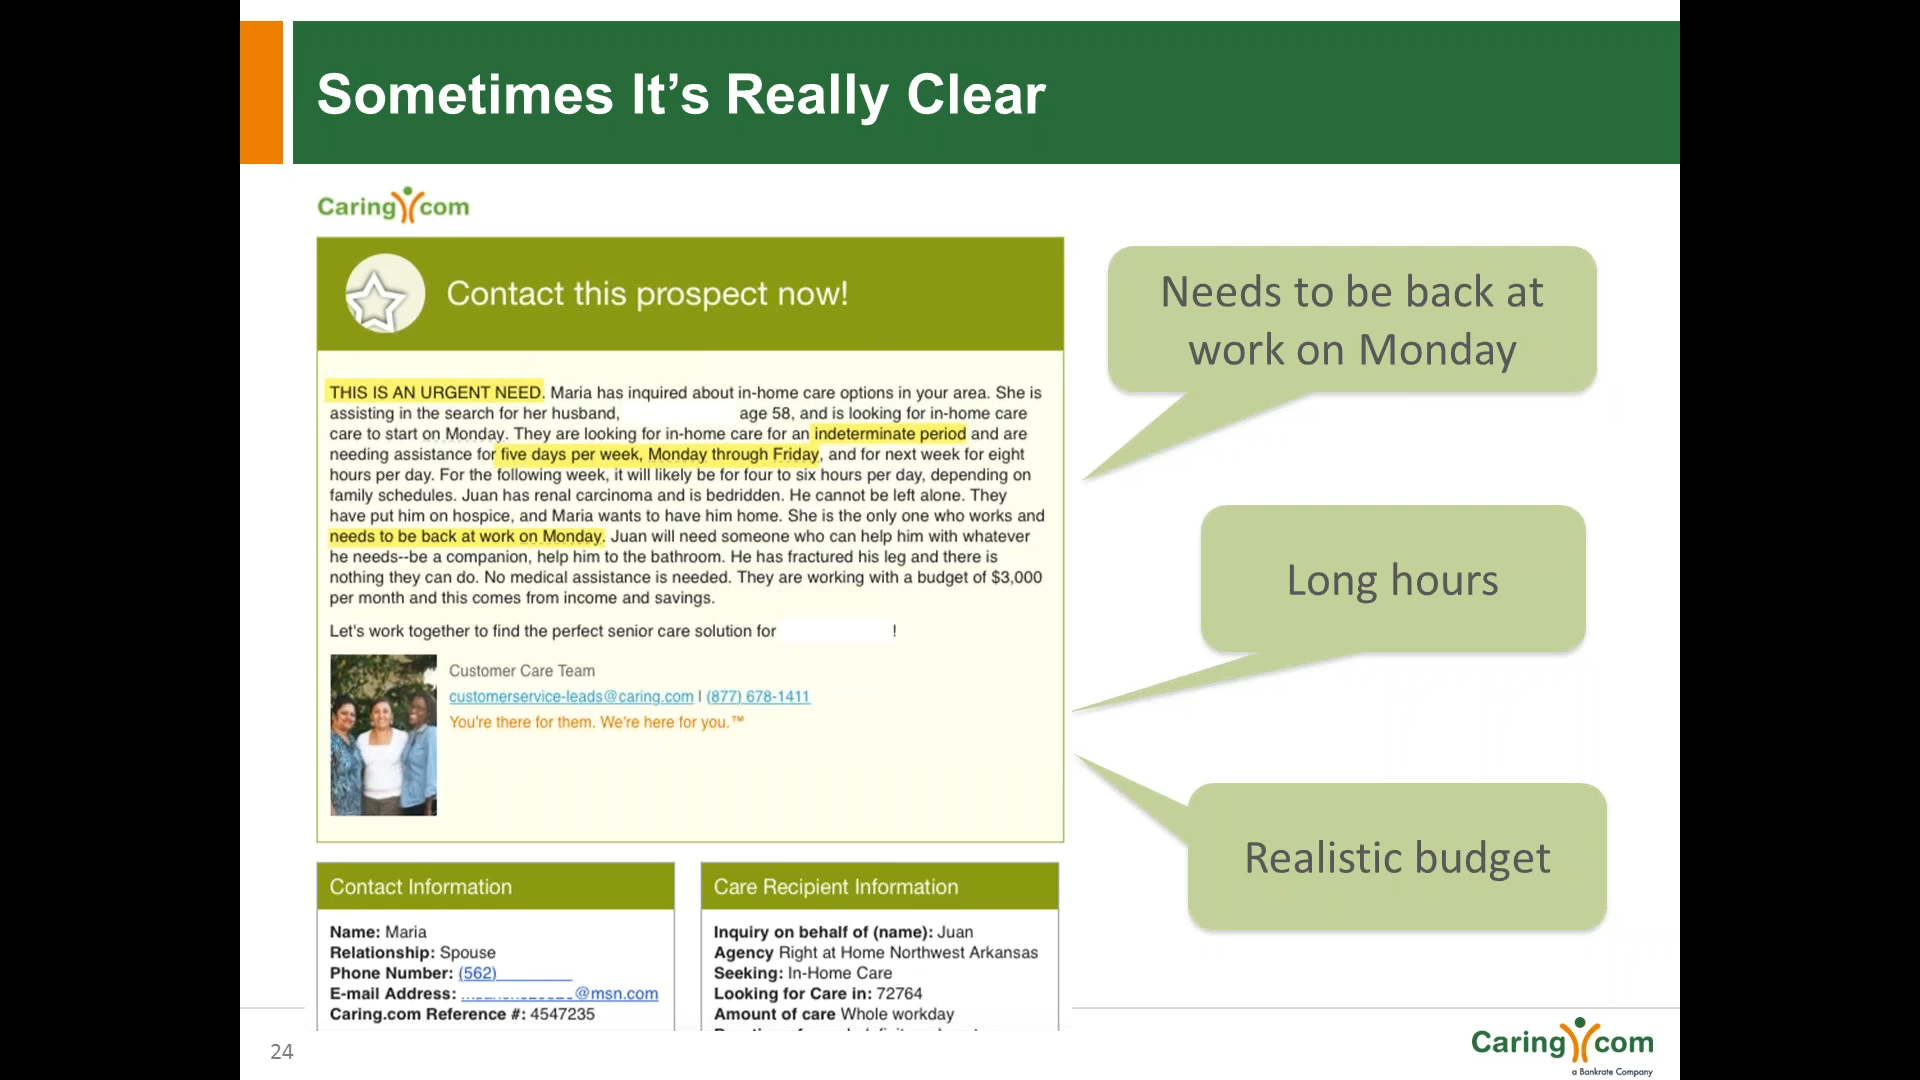 Sometimes It's Really Clear
Caring com
Contact this prospect now!
THIS IS AN URGENT NEED. Maria has inquired about in-home care options in your area. She is
assisting in the search for her husband, age 58, and is looking for in-home care
care to start on Monday. They are looking for in-home care for an indeterminate period and are
needing assistance for five days per week, Monday through Friday, and for next week for eight
hours per day. For the following week, it will likely be for four to six hours per day, depending on
family schedules. Juan has renal carcinoma and is bedridden. He cannot be left alone. They
have put him on hospice, and Maria wants to have him home. She is the only one who works and
needs to be back at work on Monday. Juan will need someone who can help him with whatever
he needs--be a companion, help him to the bathroom. He has fractured his leg and there is
nothing they can do. No medical assistance is needed. They are working with a budget of $3,000
per month and this comes from income and savings.
Let's work together to find the perfect senior care solution for !
Customer Care Team
customerservice-leads@caring.com | (877) 678-1411
You're there for them. We're here for you.™
Needs to be back at
work on Monday
Long hours
Realistic budget
Contact Information
Name: Maria
Relationship: Spouse
Phone Number: (562)
E-mail Address: @msn.com
Caring.com Reference #: 4547235
Care Recipient Information
Inquiry on behalf of (name): Juan
Agency Right at Home Northwest Arkansas
Seeking: In-Home Care
Looking for Care in: 72764
Amount of care Whole workday
24
Caring com
a Bankrate Company